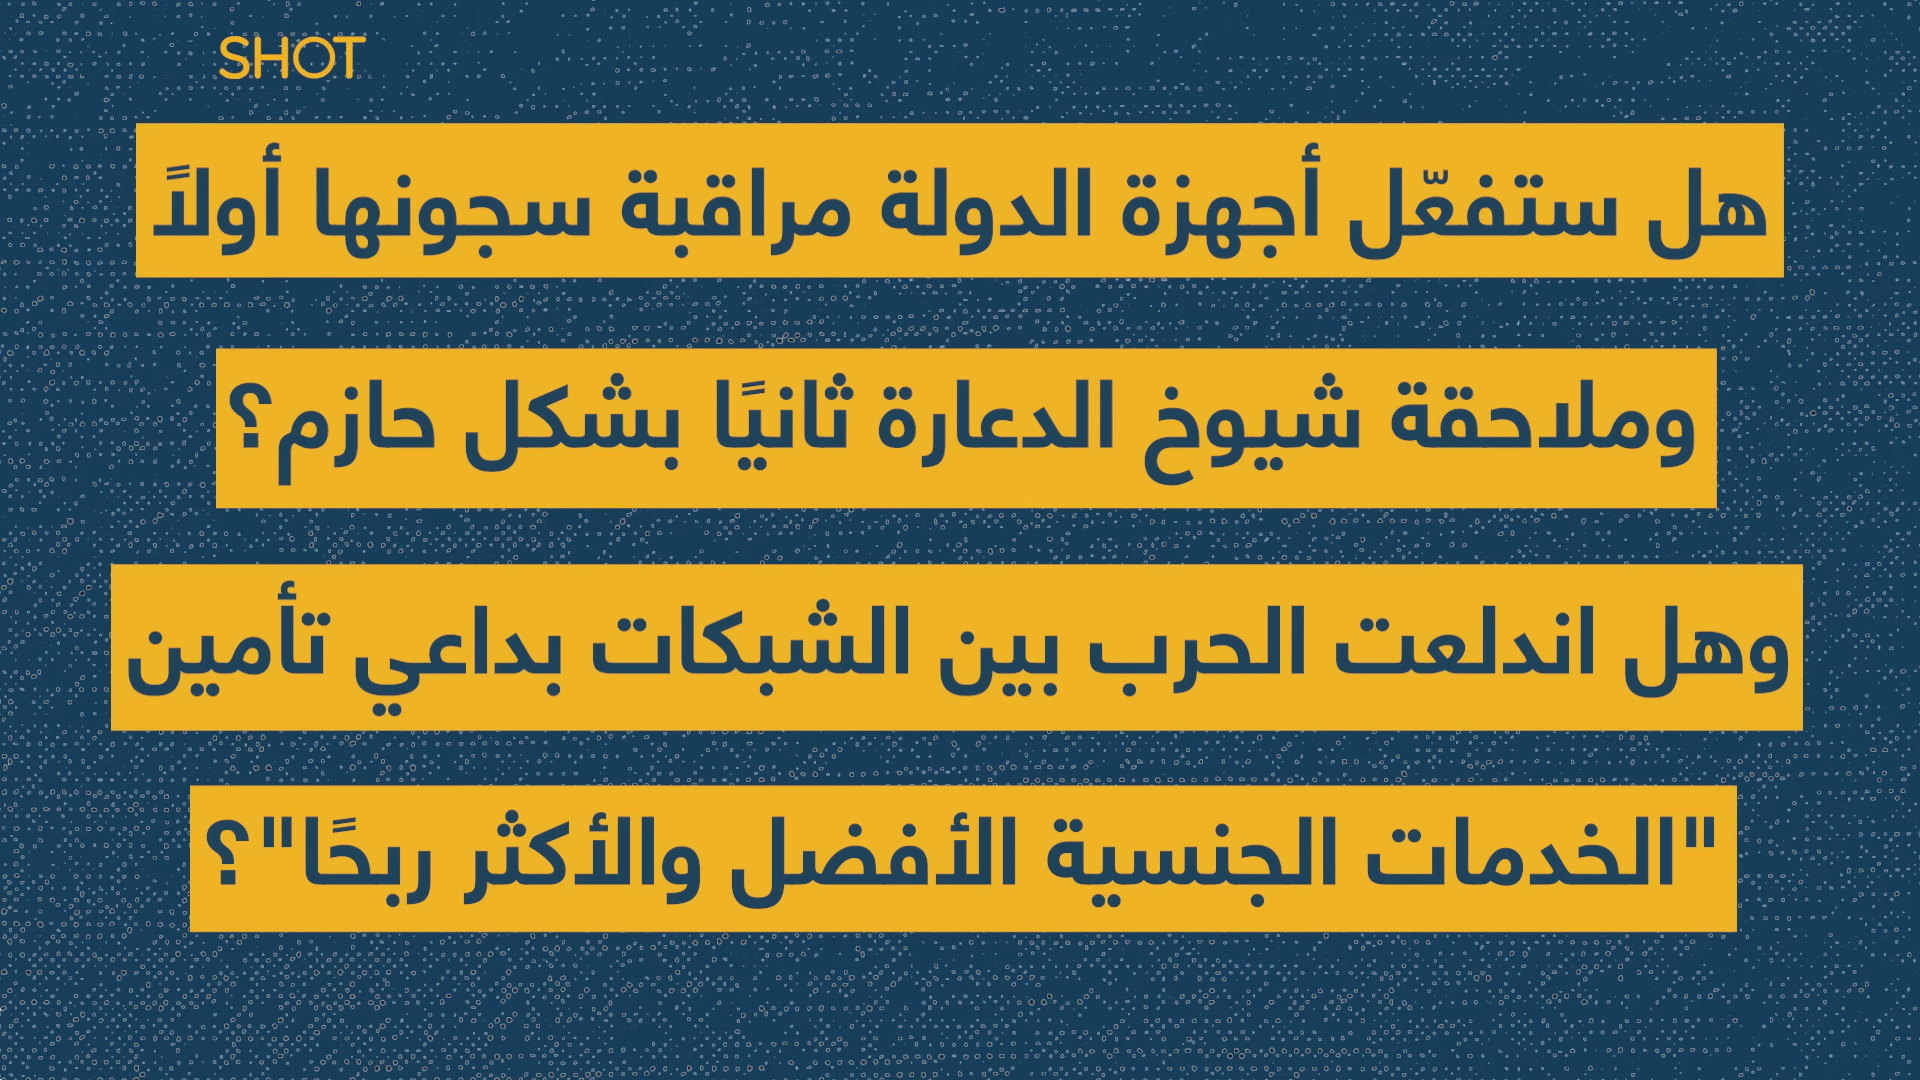 SHOT
هل ستفعّل أجهزة الدولة مراقبة سجونها أولاً
وملاحقة شيوخ الدعارة ثانيًا بشكل حازم؟
وهل اندلعت الحرب بين الشبكات بداعي تأمين
"الخدمات الجنسية الأفضل والأكثر ربحًا"؟